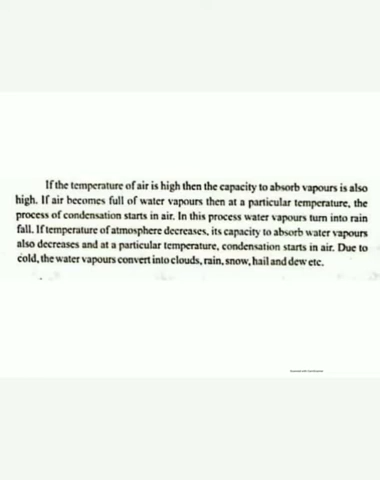 If the temperature of air is high then the capacity to absorb vapours is also
high. If air becomes full of water vapours then at a particular temperature, the
process of condensation starts in air. In this process water vapours turn into rain
fall. If temperature of atmosphere decreases, its capacity to absorb water vapours
also decreases and at a particular temperature, condensation starts in air. Due to
cold, the water vapours convert into clouds, rain, snow, hail and dew etc.